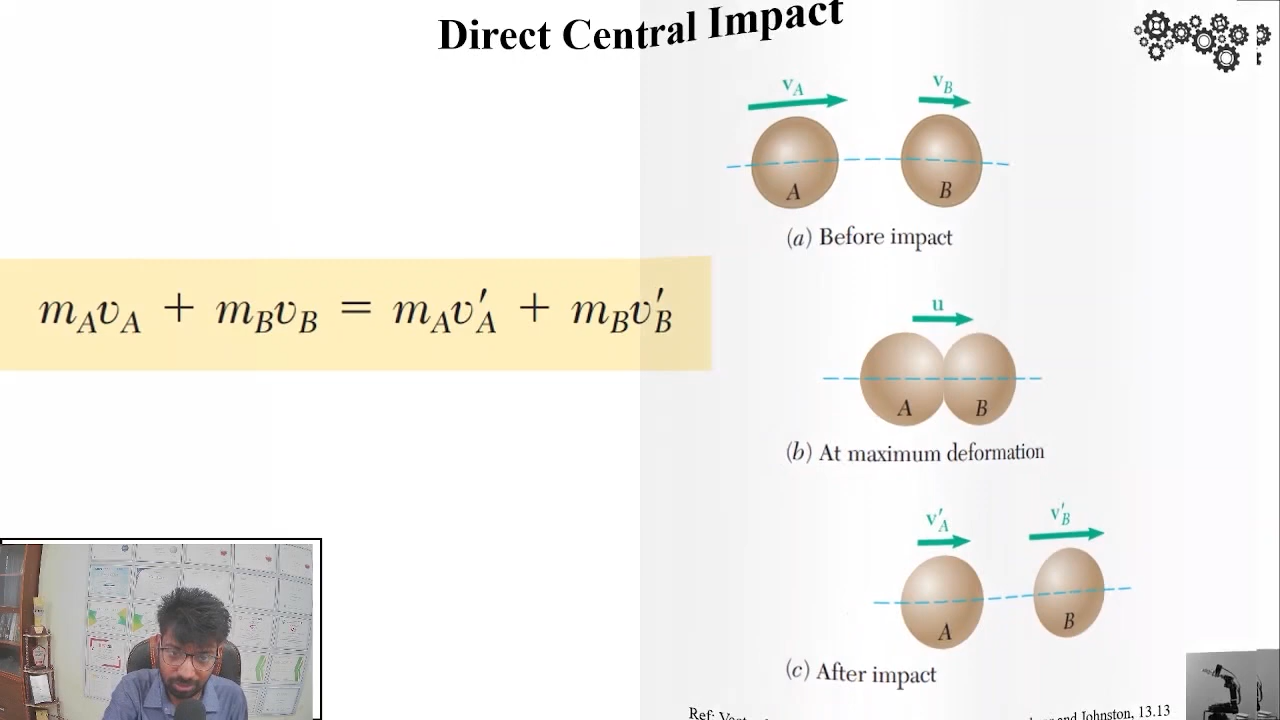 Direct Central Impact
v_A v_B
A B
(a) Before impact
m_A v_A + m_B v_B = m_A v′_A + m_B v′_B
u
A B
(b) At maximum deformation
v′_A v′_B
A B
(c) After impact
Ref: and Johnston, 13.13